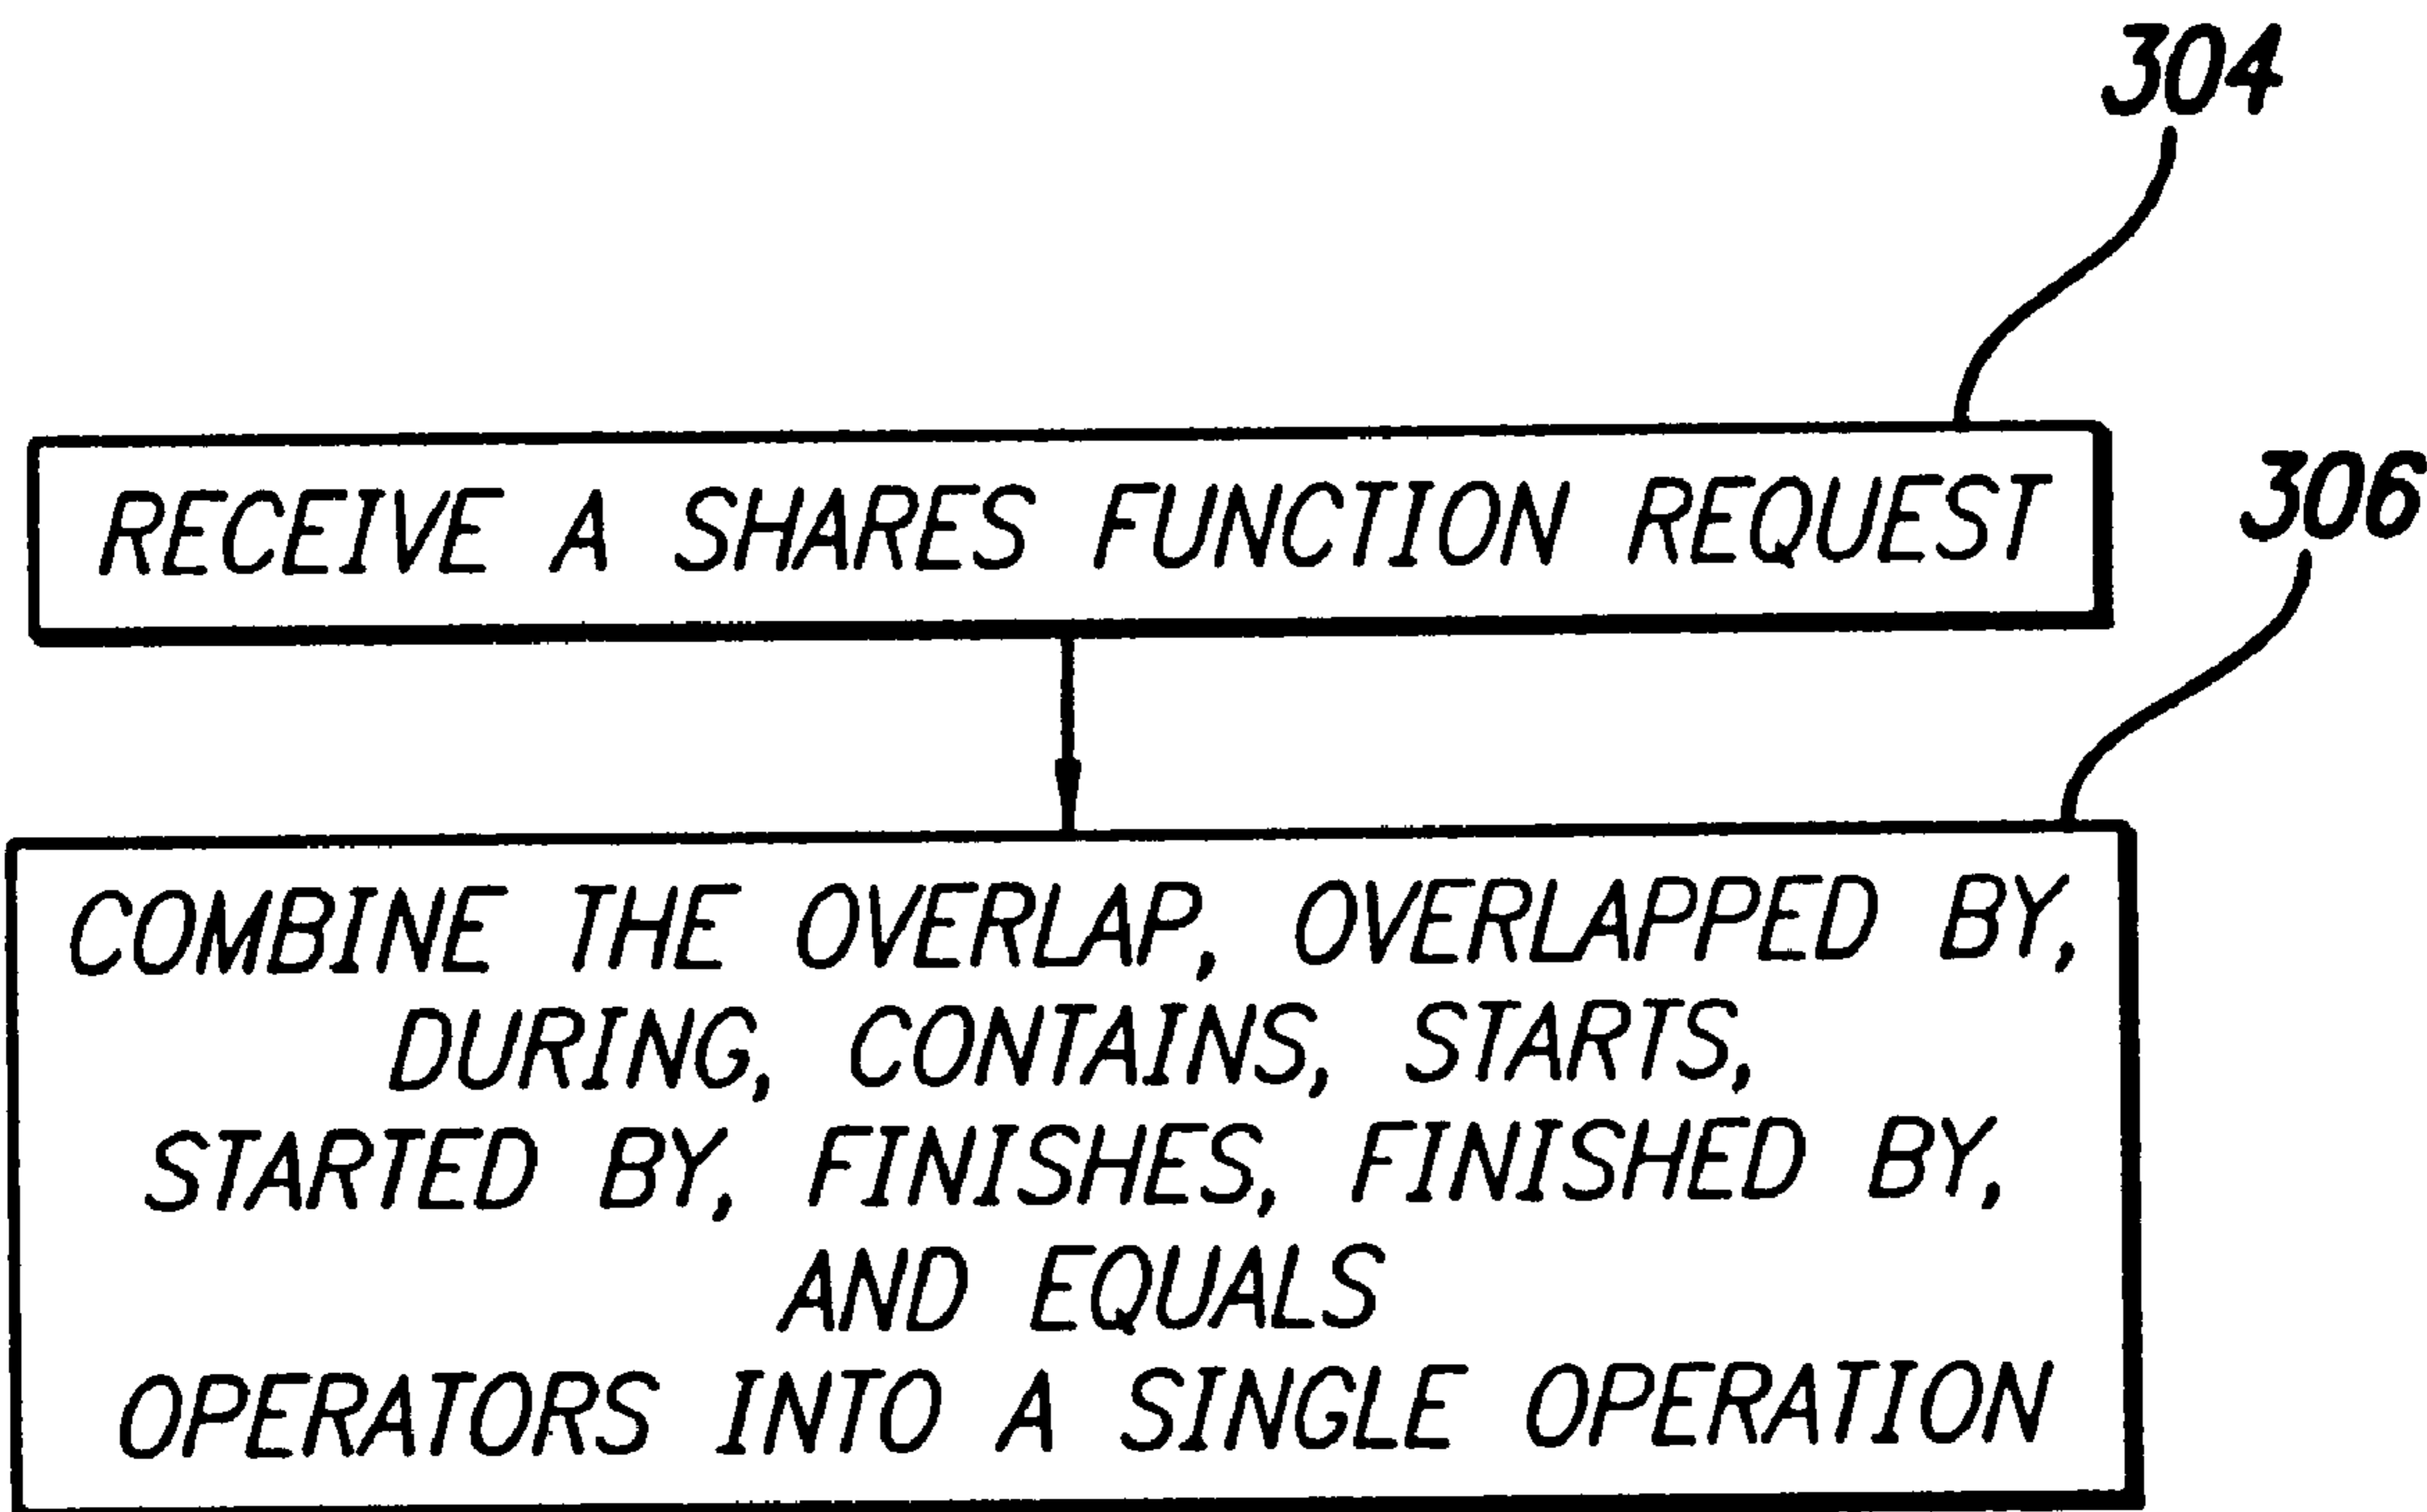 304
RECEIVE A SHARES FUNCTION REQUEST
306
COMBINE THE OVERLAP, OVERLAPPED BY,
DURING, CONTAINS, STARTS,
STARTED BY, FINISHES, FINISHED BY,
AND EQUALS
OPERATORS INTO A SINGLE OPERATION